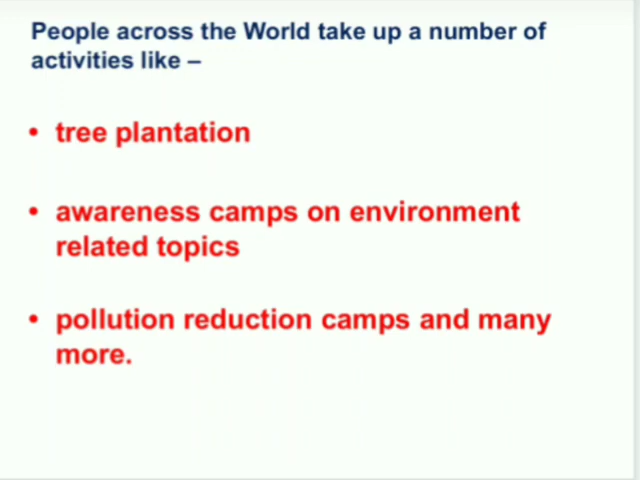 People across the World take up a number of
activities like –
• tree plantation
• awareness camps on environment
related topics
• pollution reduction camps and many
more.